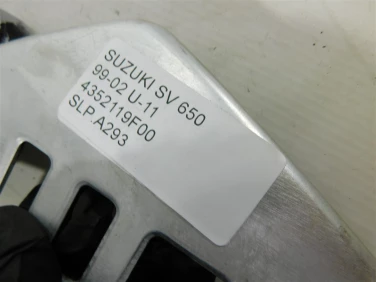 SUZUKI SV 650
99-02 U-11
4352119F00
SLP A293